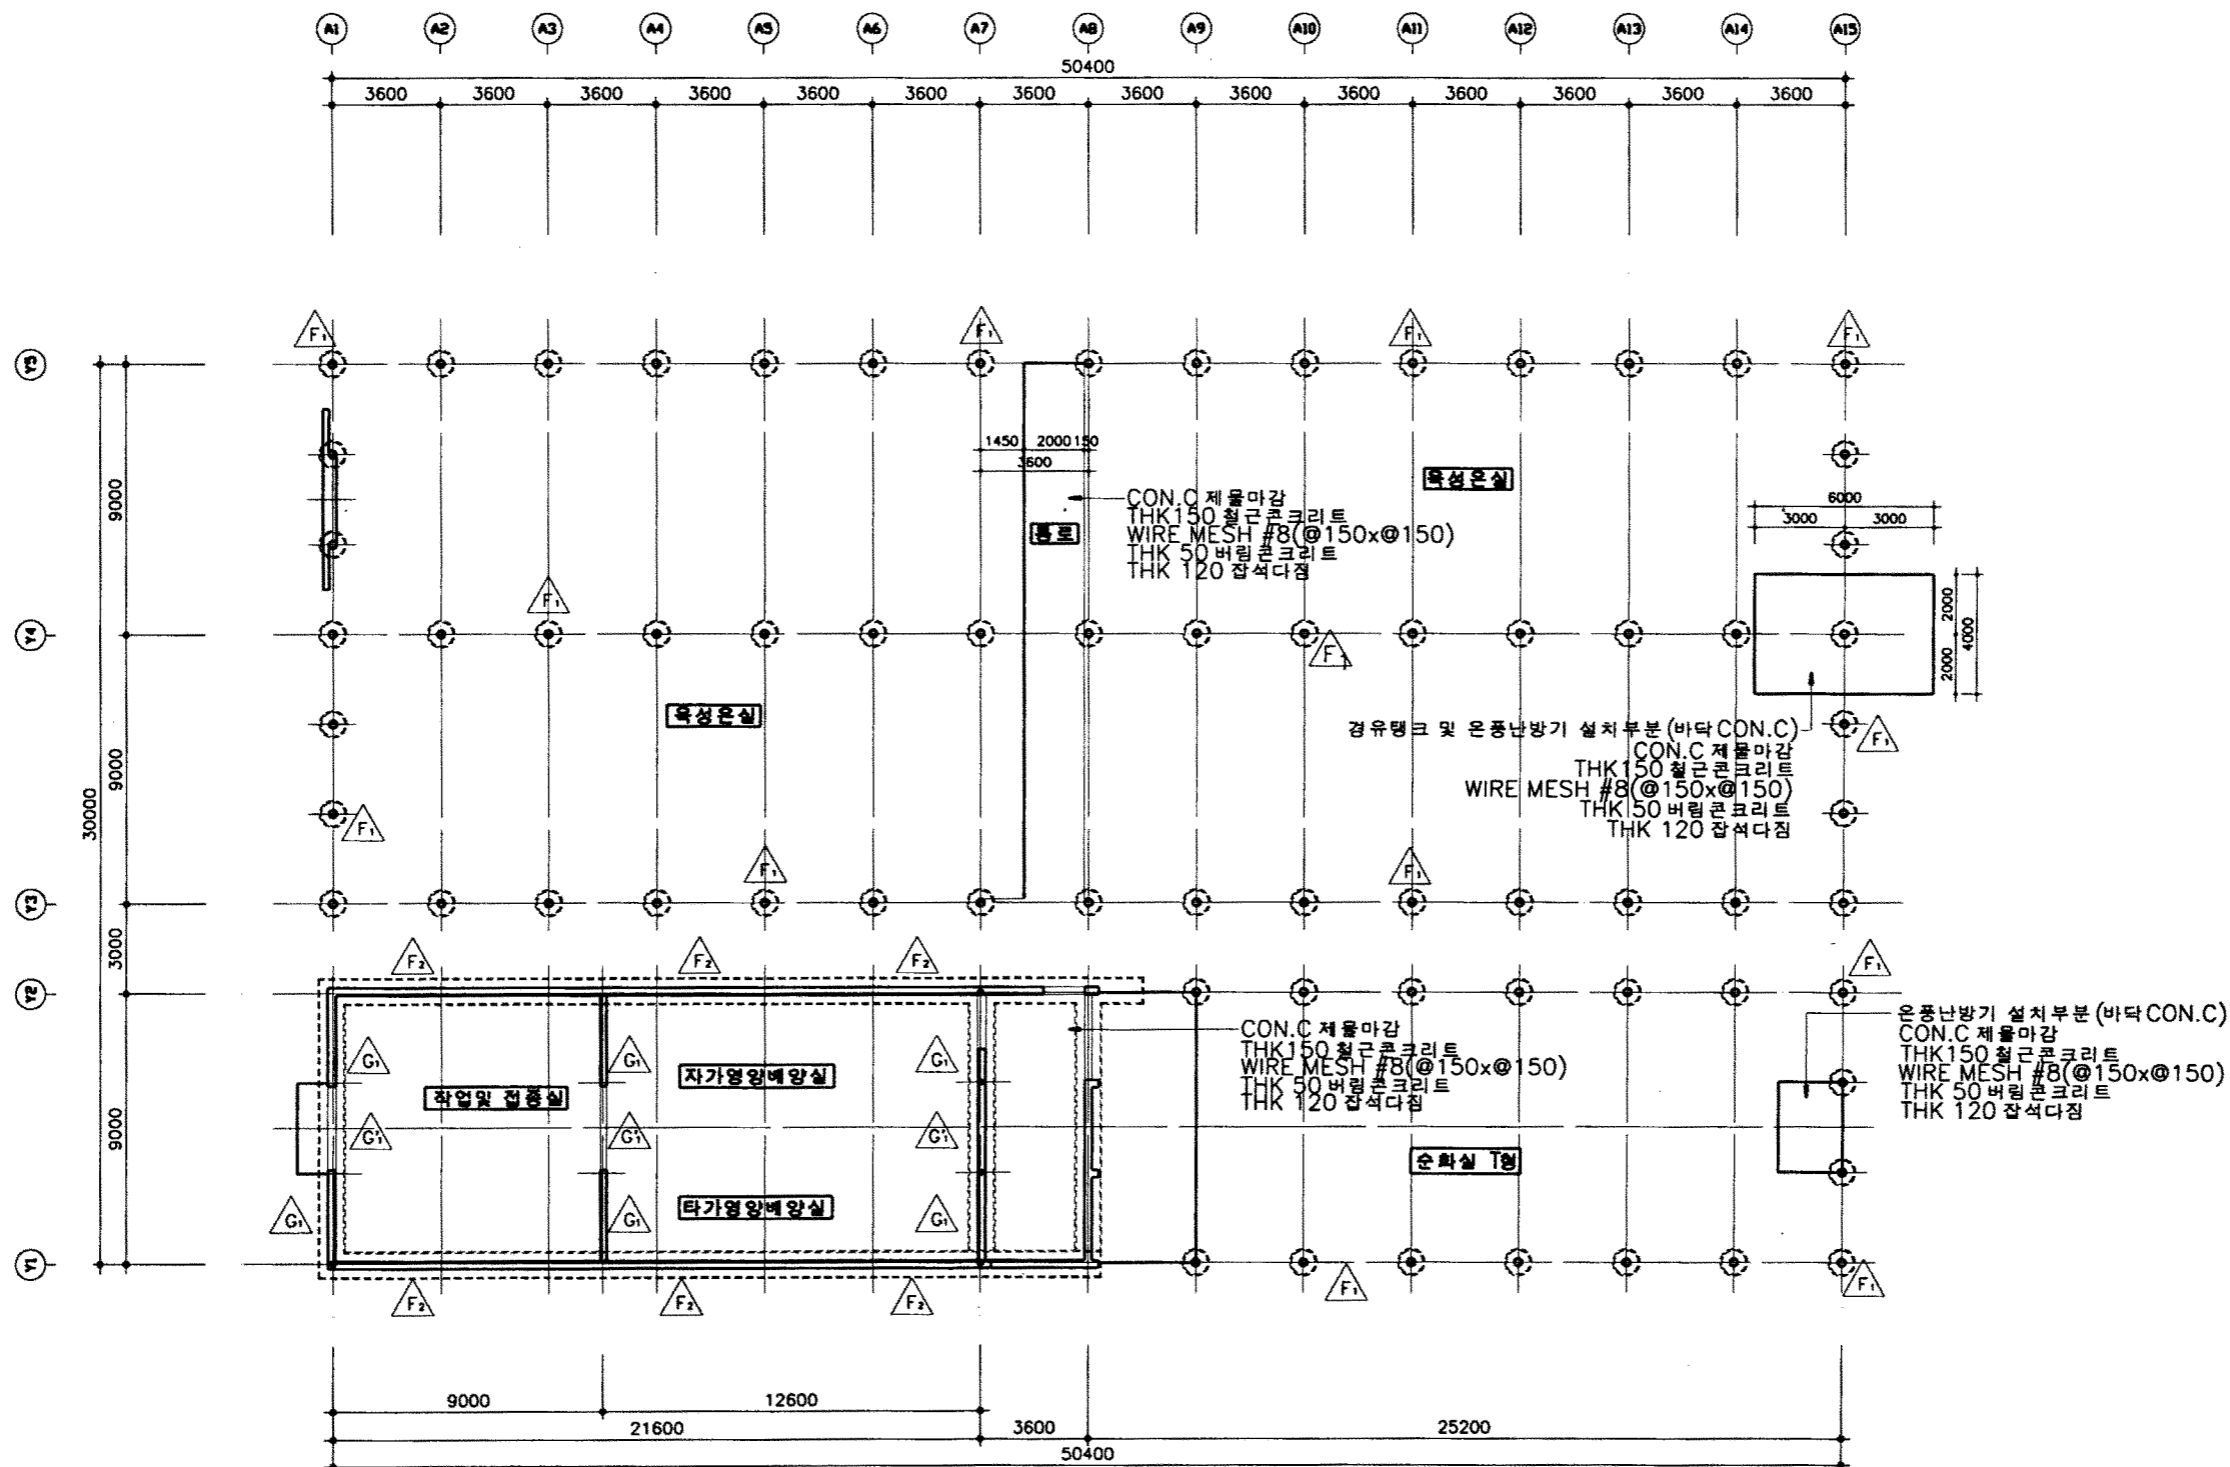 A1 A2 A3 A4 A5 A6 A7 A8 A9 A10 A11 A12 A13 A14 A15
50400
3600 3600 3600 3600 3600 3600 3600 3600 3600 3600 3600 3600 3600 3600
F1 F1 F1 F1
Y5
1450 2000 150
3600
육성온실
9000
CON.C 제물마감
THK150 철근콘크리트
WIRE MESH #8(@150x@150)
THK 50 버림콘크리트
THK 120 잡석다짐
통로
6000
3000 3000
F1
2000
4000
2000
Y4
F1
육성온실
경유탱크 및 온풍난방기 설치부분(바닥CON.C)
CON.C 제물마감
THK150 철근콘크리트
WIRE MESH #8(@150x@150)
THK 50 버림콘크리트
THK 120 잡석다짐
F1
9000
30000
F1
F1 F1
Y3
3000
F2 F2 F2 F1
Y2
CON.C 제물마감
THK150 철근콘크리트
WIRE MESH #8(@150x@150)
THK 50 버림콘크리트
THK 120 잡석다짐
온풍난방기 설치부분(바닥CON.C)
CON.C 제물마감
THK150 철근콘크리트
WIRE MESH #8(@150x@150)
THK 50 버림콘크리트
THK 120 잡석다짐
G1 G1 G1
자가영양배양실
작업및 접종실
9000
G'1 G'1 G'1
순화실 T형
타가영양배양실
G1 G1 G1
Y1
F2 F2 F2 F1 F1
9000 12600
21600 3600 25200
50400